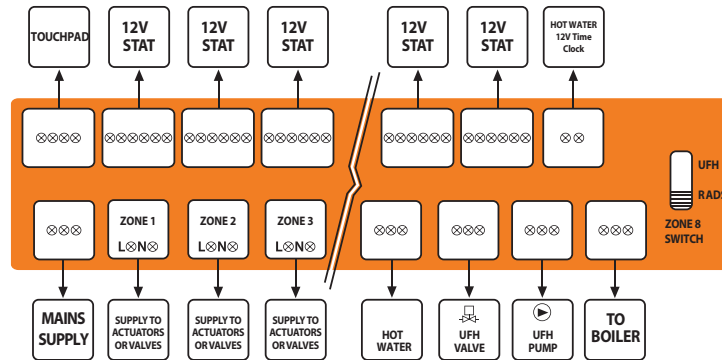 TOUCHPAD
12V
STAT
12V
STAT
12V
STAT
12V
STAT
12V
STAT
HOT WATER
12V Time
Clock
UFH
RADS
ZONE 8
SWITCH
ZONE 1
L N
ZONE 2
L N
ZONE 3
L N
MAINS
SUPPLY
SUPPLY TO
ACTUATORS
OR VALVES
SUPPLY TO
ACTUATORS
OR VALVES
SUPPLY TO
ACTUATORS
OR VALVES
HOT
WATER
UFH
VALVE
UFH
PUMP
TO
BOILER